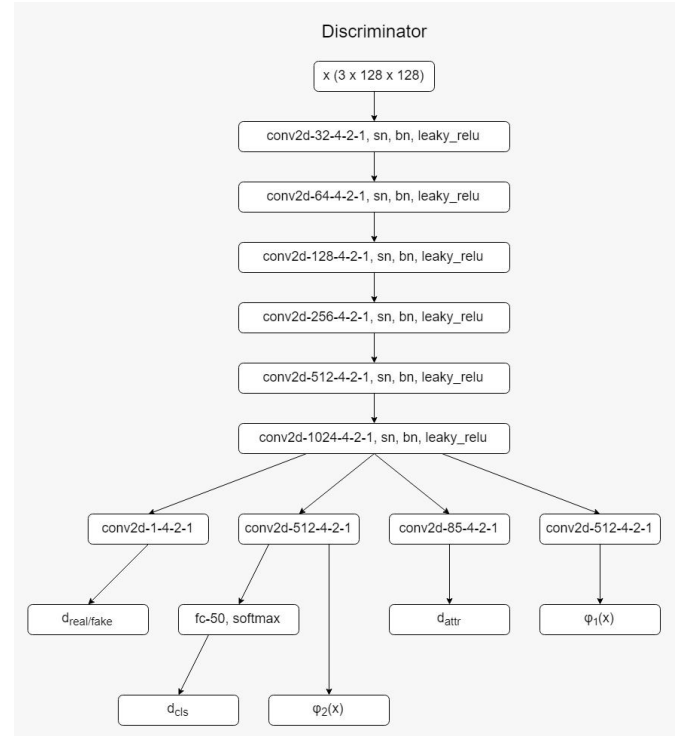 Discriminator
x (3 x 128 x 128)
conv2d-32-4-2-1, sn, bn, leaky_relu
conv2d-64-4-2-1, sn, bn, leaky_relu
conv2d-128-4-2-1, sn, bn, leaky_relu
conv2d-256-4-2-1, sn, bn, leaky_relu
conv2d-512-4-2-1, sn, bn, leaky_relu
conv2d-1024-4-2-1, sn, bn, leaky_relu
conv2d-1-4-2-1
conv2d-512-4-2-1
conv2d-85-4-2-1
conv2d-512-4-2-1
d_real/fake
fc-50, softmax
d_attr
φ₁(x)
d_cls
φ₂(x)